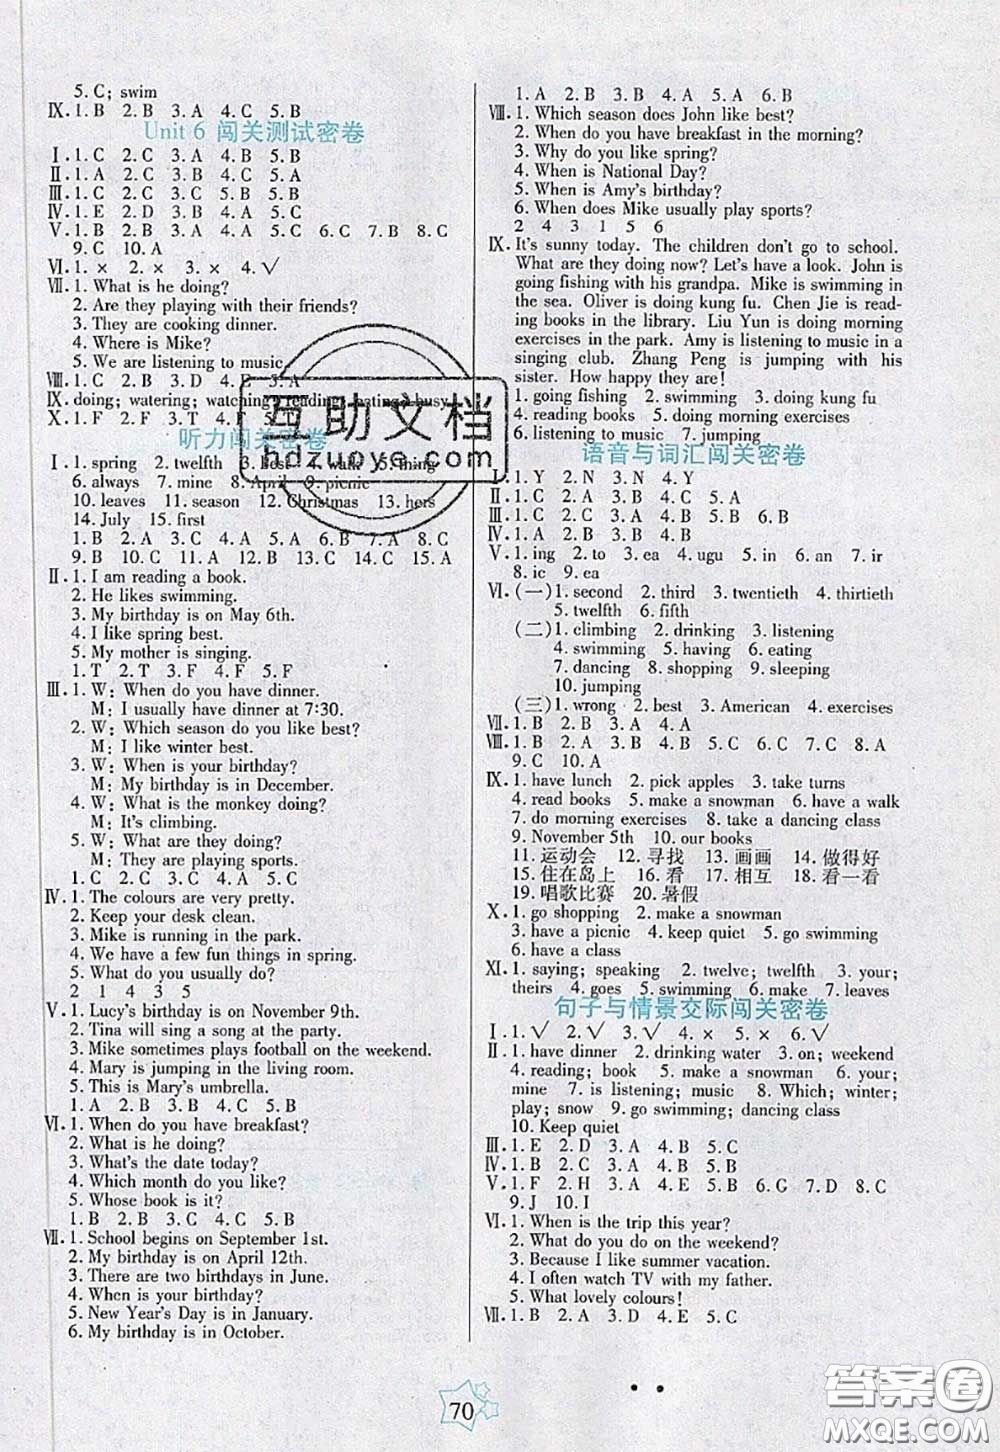 5. C; swim
Ⅸ. 1. B 2. B 3. A 4. C 5. B
Unit 6 闯关测试密卷
Ⅰ. 1. C 2. C 3. A 4. B 5. B
Ⅱ. 1. A 2. B 3. B 4. C 5. A
Ⅲ. 1. C 2. C 3. C 4. B 5. B
Ⅳ. 1. E 2. D 3. B 4. C 5. A
Ⅴ. 1. B 2. A 3. A 4. A 5. C 6. C 7. B 8. C
9. C 10. A
Ⅵ. 1. × 2. × 3. × 4. √
Ⅶ. 1. What is he doing?
2. Are they playing with their friends?
3. They are cooking dinner.
4. Where is Mike?
5. We are listening to music.
Ⅷ. 1. C 2. B 3. D 4. E 5. A
Ⅸ. doing; watering; watching; reading; eating; busy
Ⅹ. 1. F 2. F 3. T 4. F 5. T
听力闯关密卷
Ⅰ. 1. spring 2. twelfth 3. best 4. walk 5. thing
6. always 7. mine 8. April 9. picnic
10. leaves 11. season 12. Christmas 13. hers
14. July 15. first
1. B 2. D 3. A 4. C 5. A 6. B 7. A 8. C
9. B 10. C 11. A 12. B 13. B 14. C 15. A
Ⅱ. 1. I am reading a book.
2. He likes swimming.
3. My birthday is on May 6th.
4. I like spring best.
5. My mother is singing.
1. T 2. T 3. F 4. F 5. F
Ⅲ. 1. W: When do you have dinner.
M: I usually have dinner at 7:30.
2. W: Which season do you like best?
M: I like winter best.
3. W: When is your birthday?
M: My birthday is in December.
4. W: What is the monkey doing?
M: It's climbing.
5. W: What are they doing?
M: They are playing sports.
1. C 2. C 3. A 4. A 5. B
Ⅳ. 1. The colours are very pretty.
2. Keep your desk clean.
3. Mike is running in the park.
4. We have a few fun things in spring.
5. What do you usually do?
2 1 4 3 5
Ⅴ. 1. Lucy's birthday is on November 9th.
2. Tina will sing a song at the party.
3. Mike sometimes plays football on the weekend.
4. Mary is jumping in the living room.
5. This is Mary's umbrella.
1. A 2. B 3. A 4. C 5. B
Ⅵ. 1. When do you have breakfast?
2. What is he doing?
3. What's the date today?
4. Which month do you like?
5. Whose book is it?
1. B 2. B 3. C 4. C 5. B
Ⅶ. 1. School begins on September 1st.
2. My birthday is on April 12th.
3. There are two birthdays in June.
4. When is your birthday?
5. New Year's Day is in January.
6. My birthday is in October.
1. A 2. B 3. B 4. A 5. A 6. B
Ⅷ. 1. Which season does John like best?
2. When do you have breakfast in the morning?
3. Why do you like spring?
4. When is National Day?
5. When is Amy's birthday?
6. When does Mike usually play sports?
2 4 3 1 5 6
Ⅸ. It's sunny today. The children don't go to school.
What are they doing now? Let's have a look. John is
going fishing with his grandpa. Mike is swimming in
the sea. Oliver is doing kung fu. Chen Jie is read-
ing books in the library. Liu Yun is doing morning
exercises in the park. Amy is listening to music in a
singing club. Zhang Peng is jumping with his
sister. How happy they are!
1. going fishing 2. swimming 3. doing kung fu
4. reading books 5. doing morning exercises
6. listening to music 7. jumping
语音与词汇闯关密卷
Ⅰ. 1. Y 2. N 3. N 4. Y
Ⅱ. 1. C 2. A 3. B 4. C 5. A
Ⅲ. 1. C 2. C 3. A 4. B 5. B 6. B
Ⅳ. 1. A 2. B 3. C 4. B
Ⅴ. 1. ing 2. to 3. ea 4. ugu 5. in 6. an 7. ir
8. ic 9. ea
Ⅵ. (一) 1. second 2. third 3. twentieth 4. thirtieth
5. twelfth 6. fifth
(二) 1. climbing 2. drinking 3. listening
4. swimming 5. having 6. eating
7. dancing 8. shopping 9. sleeping
10. jumping
(三) 1. wrong 2. best 3. American 4. exercises
Ⅶ. 1. B 2. B 3. A 4. A
Ⅷ. 1. B 2. B 3. C 4. B 5. B 6. A 7. C 8. A
9. C 10. A
Ⅸ. 1. have lunch 2. pick apples 3. take turns
4. read books 5. make a snowman 6. have a walk
7. do morning exercises 8. take a dancing class
9. November 5th 10. our books
11. 运动会 12. 寻找 13. 画画 14. 做得好
15. 住在岛上 16. 看 17. 相互 18. 看一看
19. 唱歌比赛 20. 暑假
Ⅹ. 1. go shopping 2. make a snowman
3. have a picnic 4. keep quiet 5. go swimming
6. have a class
Ⅺ. 1. saying; speaking 2. twelve; twelfth 3. your;
theirs 4. goes 5. swimming 6. make 7. leaves
句子与情景交际闯关密卷
Ⅰ. 1. √ 2. √ 3. √ 4. × 5. × 6. √
Ⅱ. 1. have dinner 2. drinking water 3. on; weekend
4. reading; book 5. make a snowman 6. your;
mine 7. is listening; music 8. Which; winter;
play; snow 9. go swimming; dancing class
10. Keep quiet
Ⅲ. 1. E 2. D 3. A 4. B 5. C
Ⅳ. 1. B 2. C 3. A 4. B 5. C
Ⅴ. 1. F 2. H 3. A 4. E 5. B 6. G 7. D 8. C
9. J 10. I
Ⅵ. 1. When is the trip this year?
2. What do you do on the weekend?
3. Because I like summer vacation.
4. I often watch TV with my father.
5. What lovely colours!
Ⅶ. 1. B 2. A 3. D 4. E 5. C
70
互助文档
hdzuoye.com
答案圈
MXQE.COM